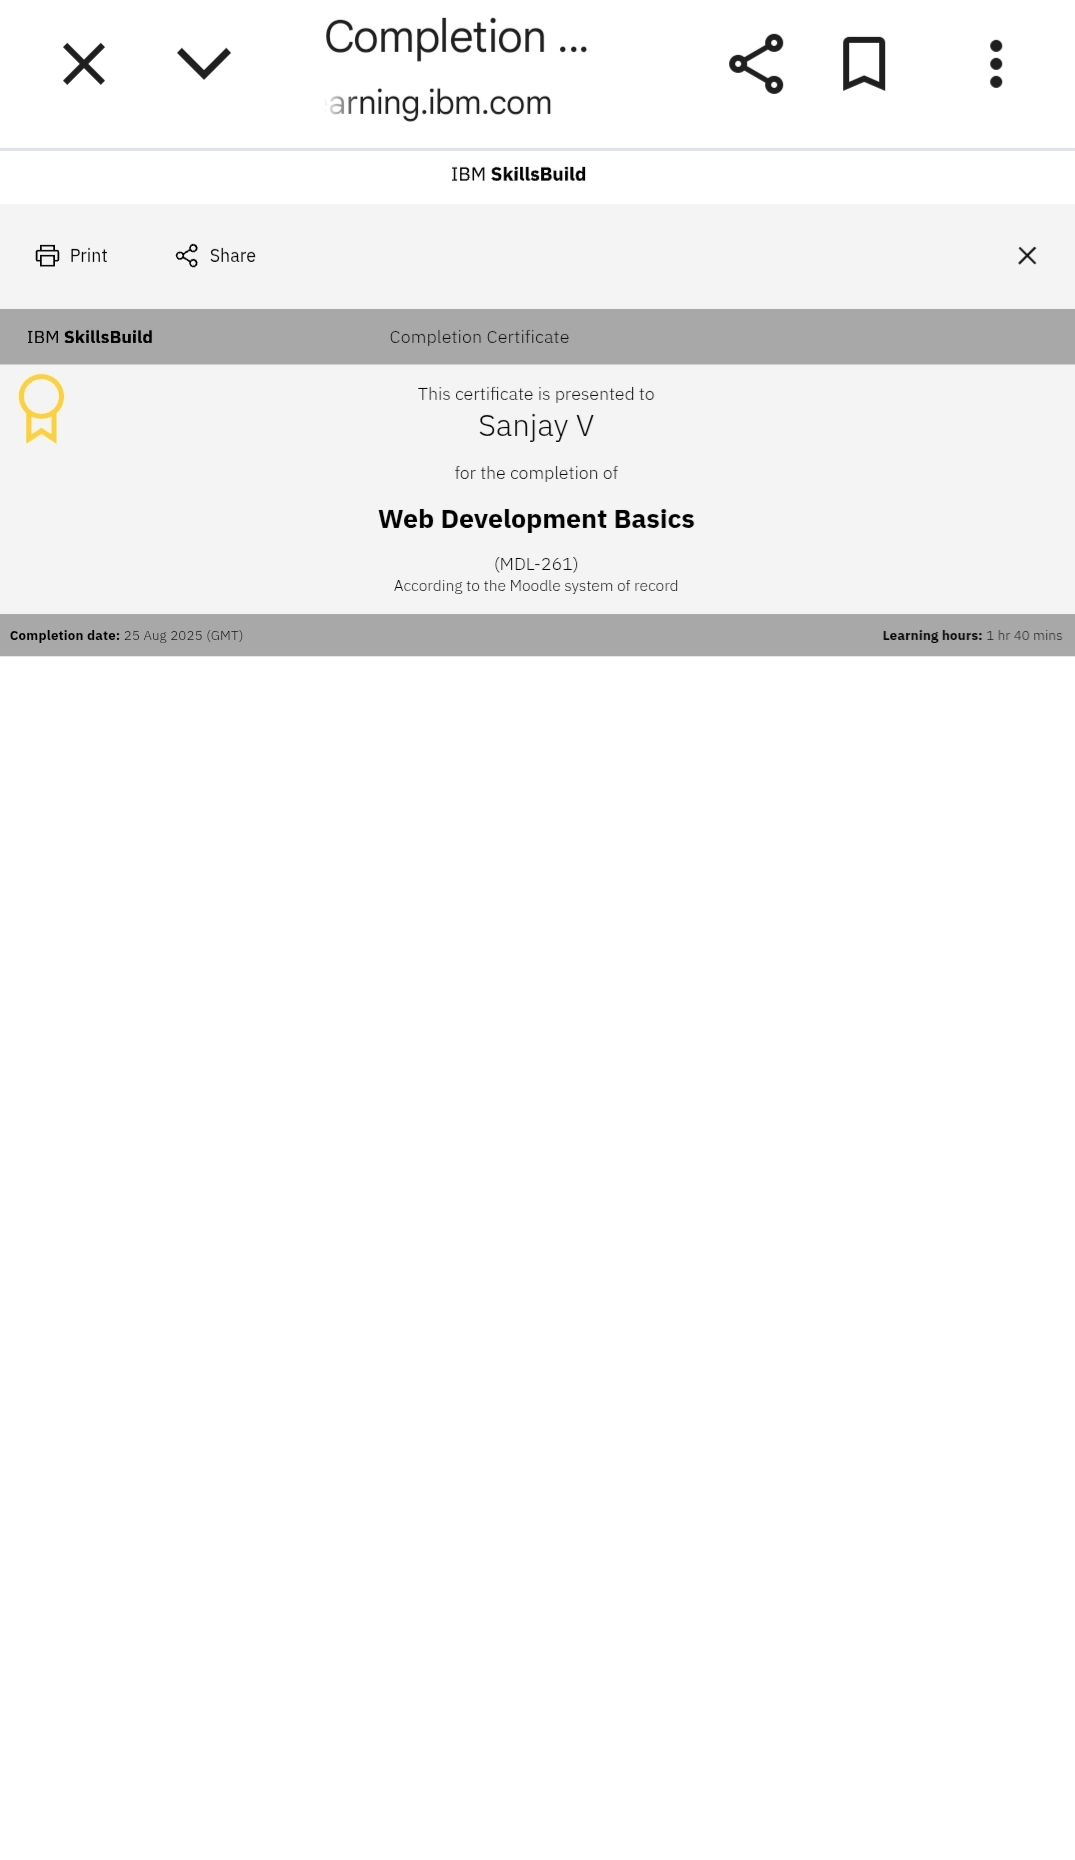 Completion ...
arning.ibm.com
IBM SkillsBuild
Print Share
IBM SkillsBuild Completion Certificate
This certificate is presented to
Sanjay V
for the completion of
Web Development Basics
(MDL-261)
According to the Moodle system of record
Completion date: 25 Aug 2025 (GMT) Learning hours: 1 hr 40 mins